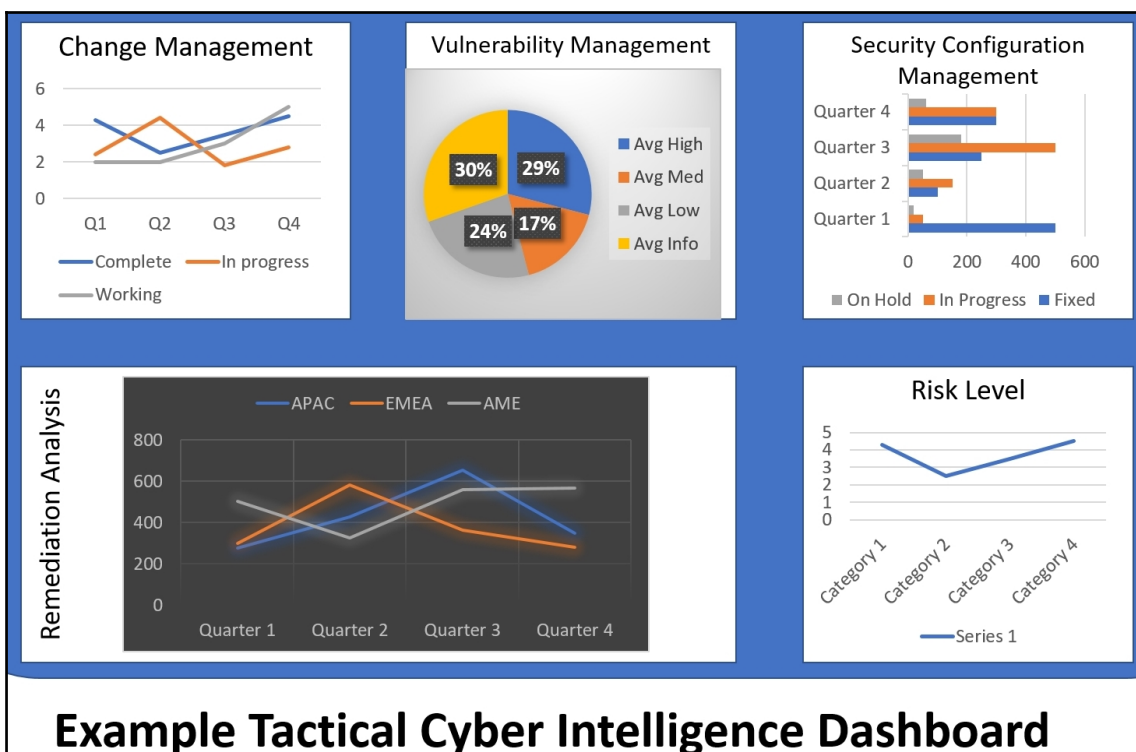 Change Management
6
4
2
0
Q1 Q2 Q3 Q4
Complete In progress
Working
Vulnerability Management
30% 29%
24% 17%
Avg High
Avg Med
Avg Low
Avg Info
Security Configuration
Management
Quarter 4
Quarter 3
Quarter 2
Quarter 1
0 200 400 600
On Hold In Progress Fixed
Remediation Analysis
APAC EMEA AME
800
600
400
200
0
Quarter 1 Quarter 2 Quarter 3 Quarter 4
Risk Level
5
4
3
2
1
0
Category 1 Category 2 Category 3 Category 4
Series 1
Example Tactical Cyber Intelligence Dashboard